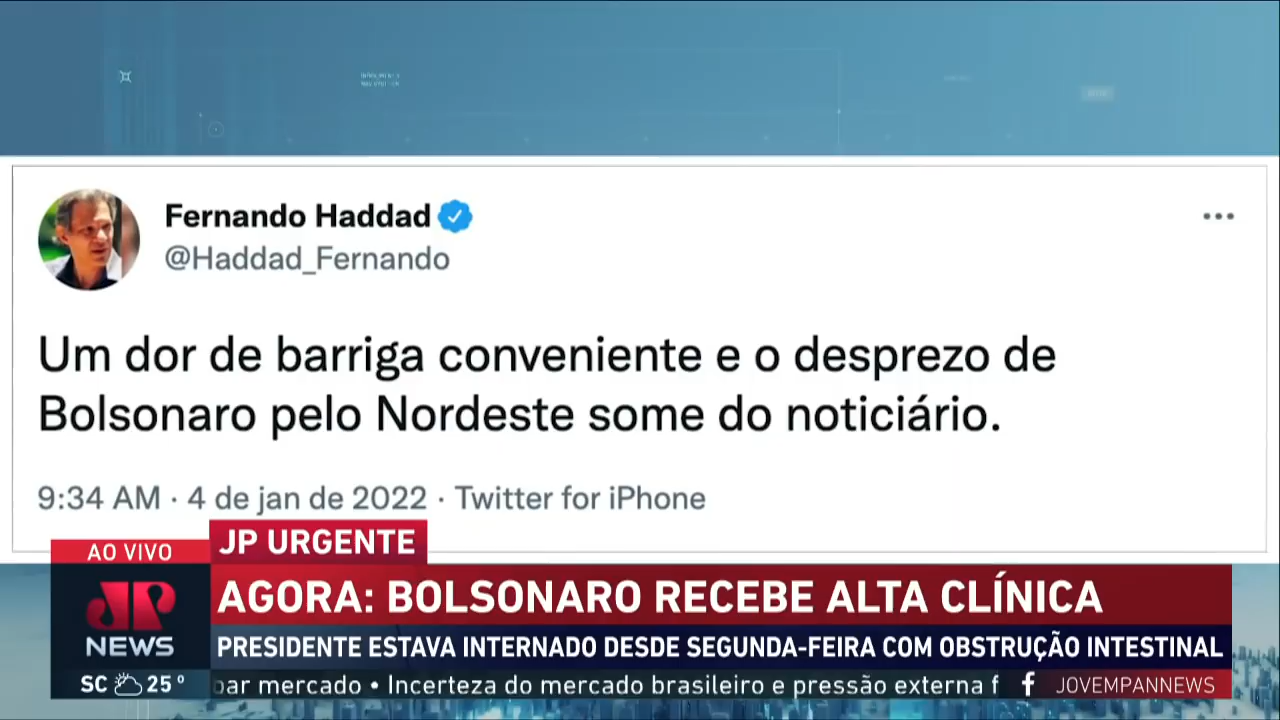 Fernando Haddad
@Haddad_Fernando
Um dor de barriga conveniente e o desprezo de
Bolsonaro pelo Nordeste some do noticiário.
9:34 AM · 4 de jan de 2022 · Twitter for iPhone
JP URGENTE
AO VIVO
AGORA: BOLSONARO RECEBE ALTA CLÍNICA
JP
NEWS
PRESIDENTE ESTAVA INTERNADO DESDE SEGUNDA-FEIRA COM OBSTRUÇÃO INTESTINAL
SC 25°
mercado • Incerteza do mercado brasileiro e pressão externa
f JOVEMPANNEWS